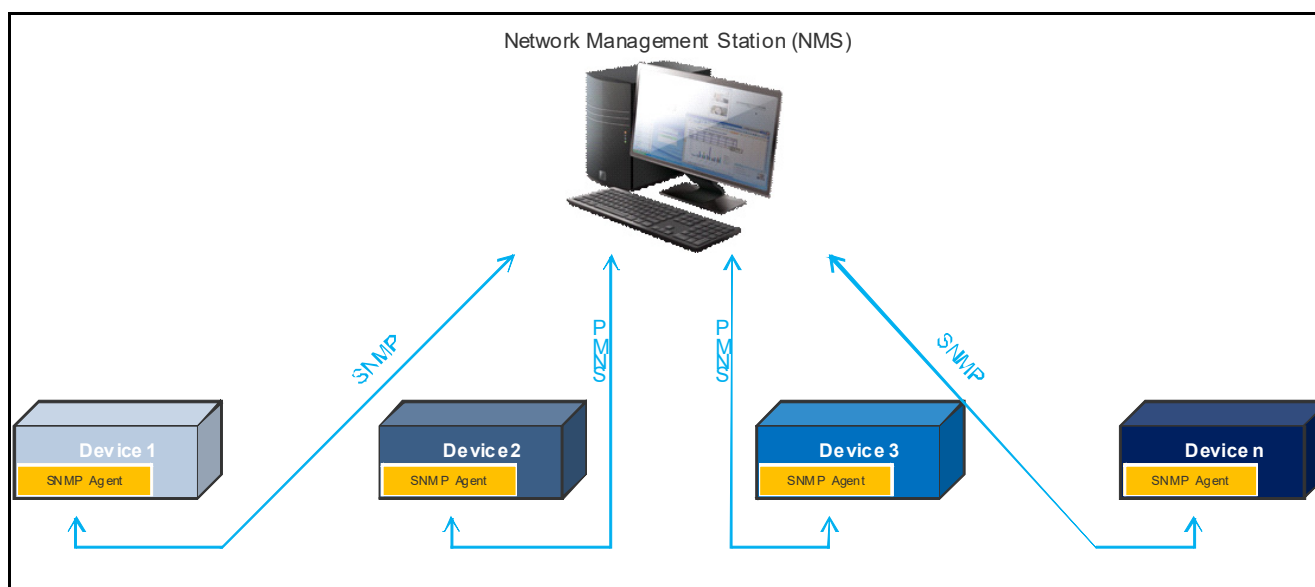 Network Management Station (NMS)
SNMP
SNMP
SNMP
SNMP
Device 1
SNMP Agent
Device 2
SNMP Agent
Device 3
SNMP Agent
Device n
SNMP Agent